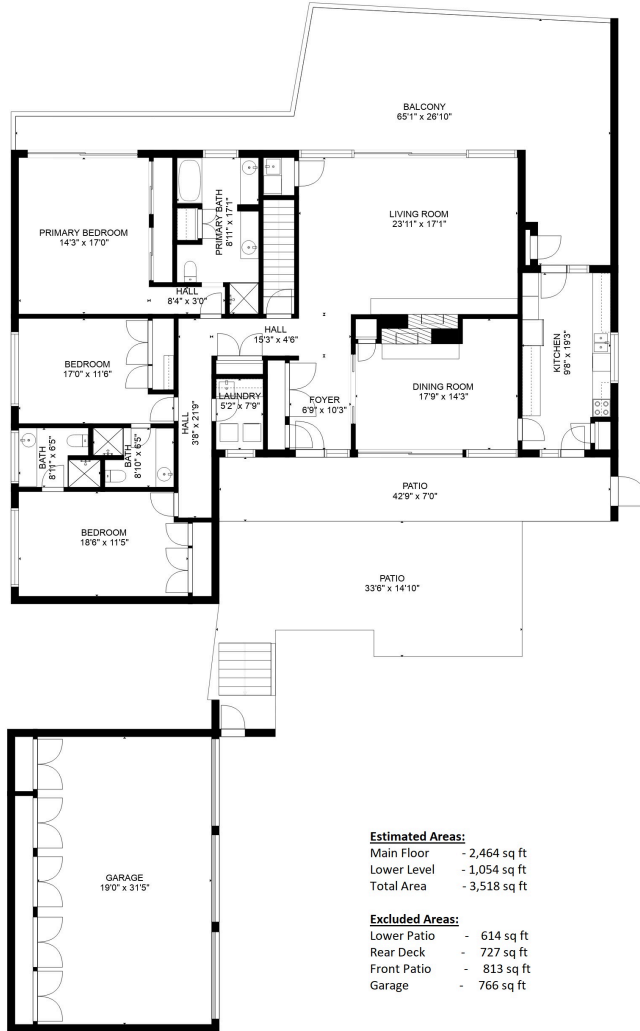 BALCONY
65'1" x 26'10"
PRIMARY BEDROOM
14'3" x 17'0"
PRIMARY BATH
8'11" x 17'1"
LIVING ROOM
23'11" x 17'1"
HALL
8'4" x 3'0"
HALL
15'3" x 4'6"
KITCHEN
9'8" x 19'3"
BEDROOM
17'0" x 11'6"
HALL
3'8" x 21'9"
LAUNDRY
5'2" x 7'9"
FOYER
6'9" x 10'3"
DINING ROOM
17'9" x 14'3"
BATH
8'11" x 6'5"
BATH
8'10" x 6'5"
PATIO
42'9" x 7'0"
BEDROOM
18'6" x 11'5"
PATIO
33'6" x 14'10"
GARAGE
19'0" x 31'5"
Estimated Areas:
Main Floor - 2,464 sq ft
Lower Level - 1,054 sq ft
Total Area - 3,518 sq ft
Excluded Areas:
Lower Patio - 614 sq ft
Rear Deck - 727 sq ft
Front Patio - 813 sq ft
Garage - 766 sq ft